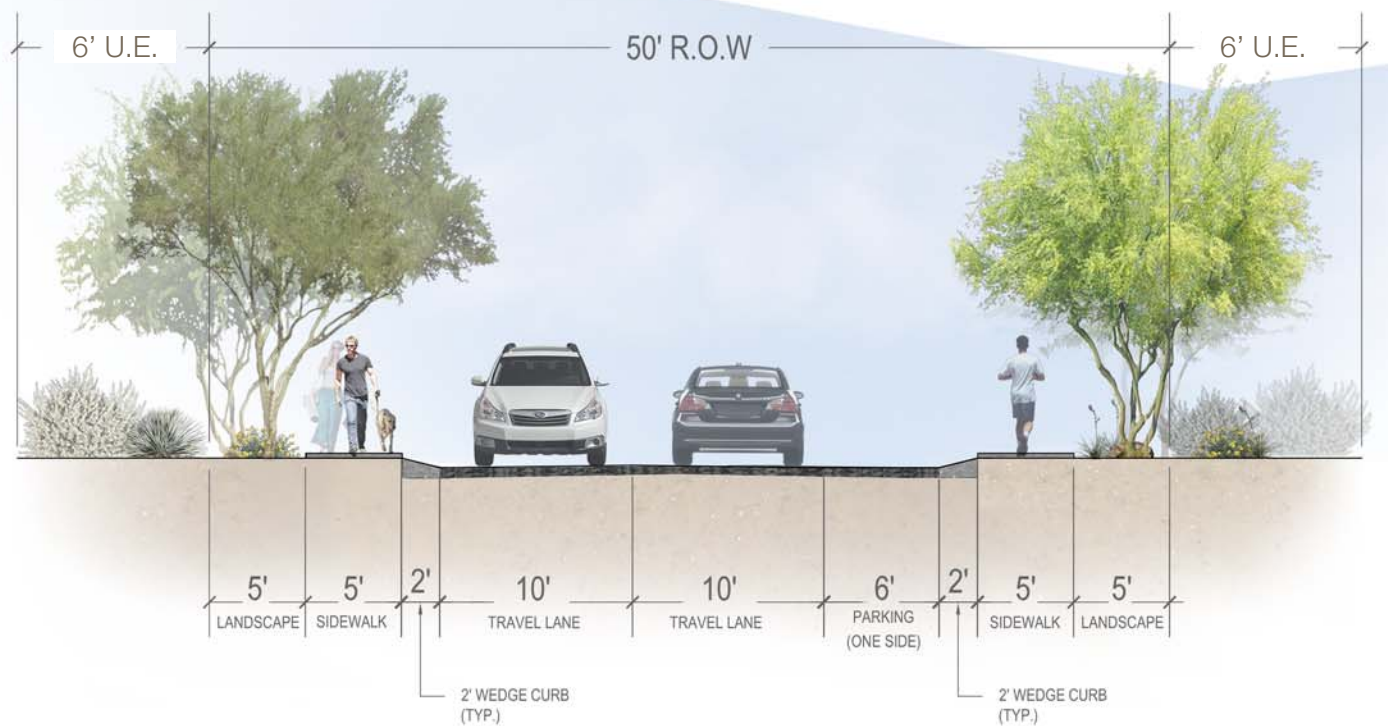 6’ U.E.
50' R.O.W
6’ U.E.
5'
5'
2'
10'
10'
6'
2'
5'
5'
LANDSCAPE
SIDEWALK
TRAVEL LANE
TRAVEL LANE
PARKING
(ONE SIDE)
SIDEWALK
LANDSCAPE
2' WEDGE CURB
(TYP.)
2' WEDGE CURB
(TYP.)